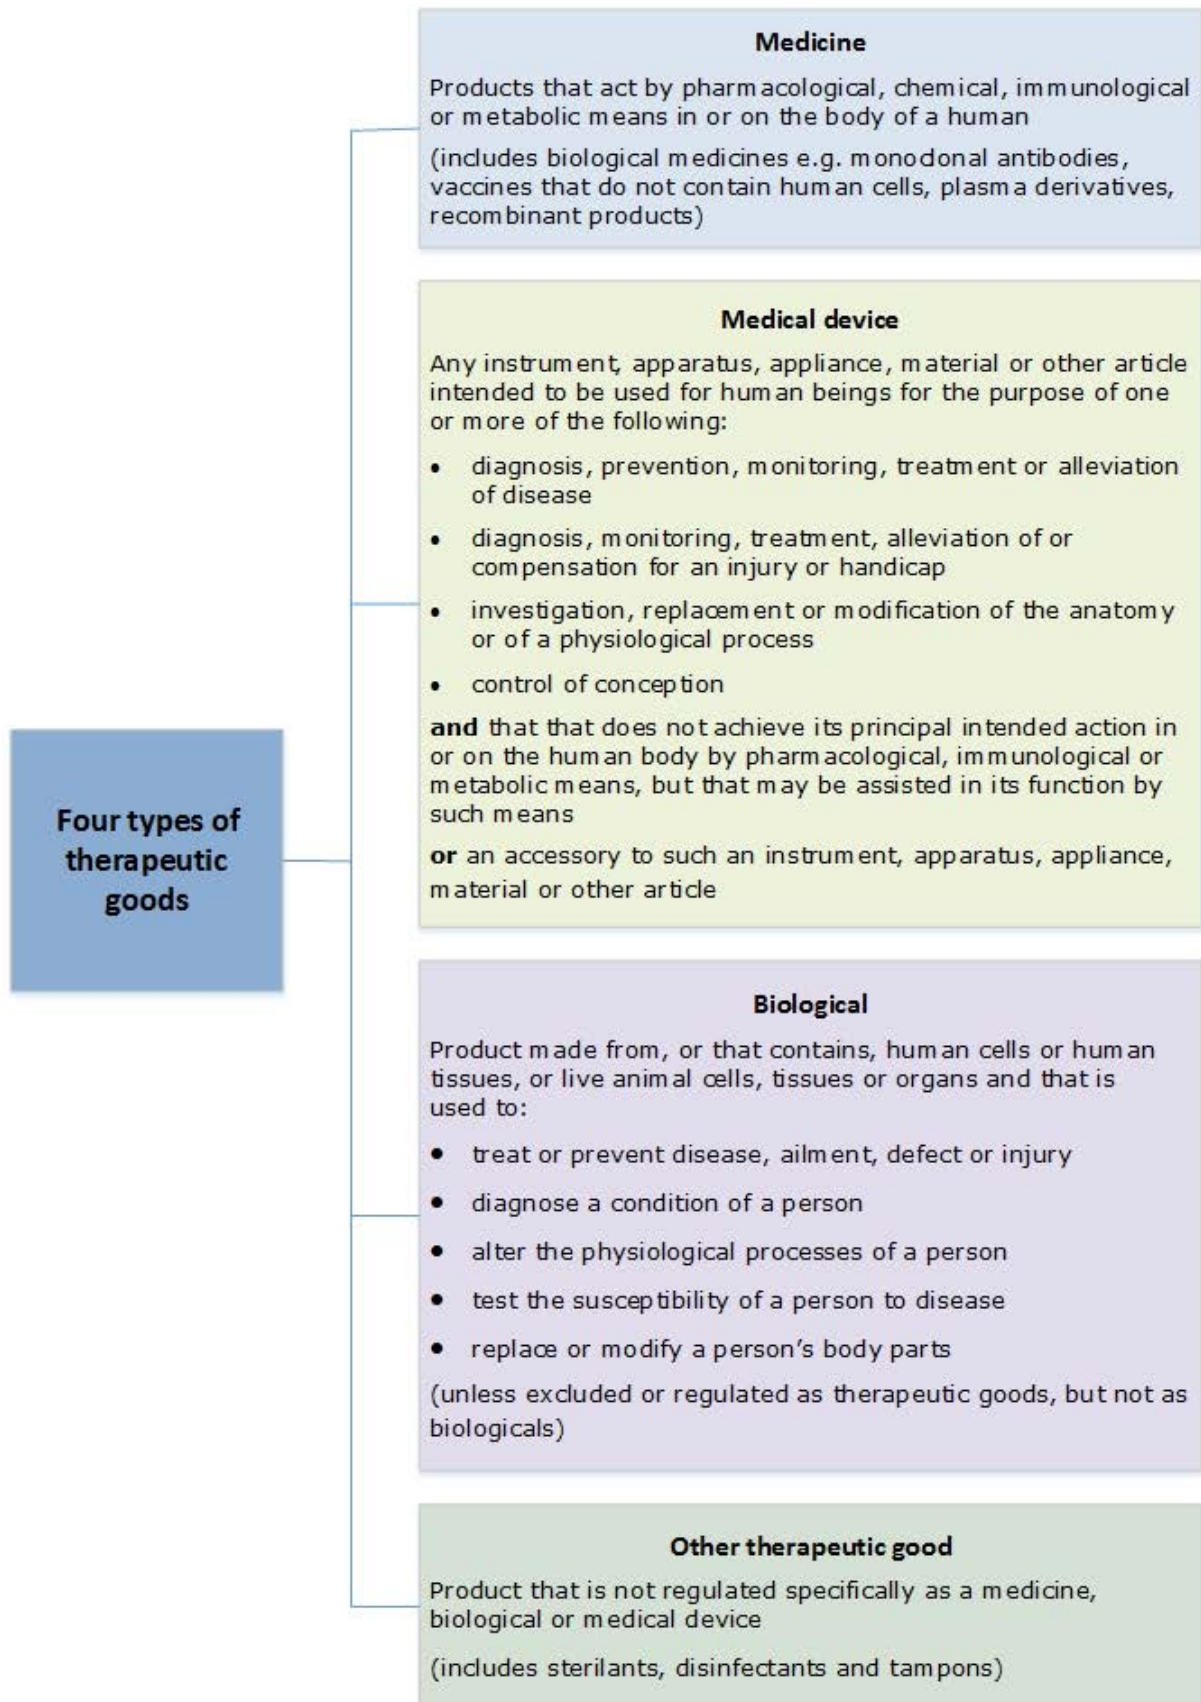 Medicine
Products that act by pharmacological, chemical, immunological
or metabolic means in or on the body of a human
(includes biological medicines e.g. monoclonal antibodies,
vaccines that do not contain human cells, plasma derivatives,
recombinant products)
Medical device
Any instrument, apparatus, appliance, material or other article
intended to be used for human beings for the purpose of one
or more of the following:
• diagnosis, prevention, monitoring, treatment or alleviation
of disease
• diagnosis, monitoring, treatment, alleviation of or
compensation for an injury or handicap
• investigation, replacement or modification of the anatomy
or of a physiological process
• control of conception
and that that does not achieve its principal intended action in
or on the human body by pharmacological, immunological or
metabolic means, but that may be assisted in its function by
such means
or an accessory to such an instrument, apparatus, appliance,
material or other article
Four types of
therapeutic
goods
Biological
Product made from, or that contains, human cells or human
tissues, or live animal cells, tissues or organs and that is
used to:
• treat or prevent disease, ailment, defect or injury
• diagnose a condition of a person
• alter the physiological processes of a person
• test the susceptibility of a person to disease
• replace or modify a person's body parts
(unless excluded or regulated as therapeutic goods, but not as
biologicals)
Other therapeutic good
Product that is not regulated specifically as a medicine,
biological or medical device
(includes sterilants, disinfectants and tampons)